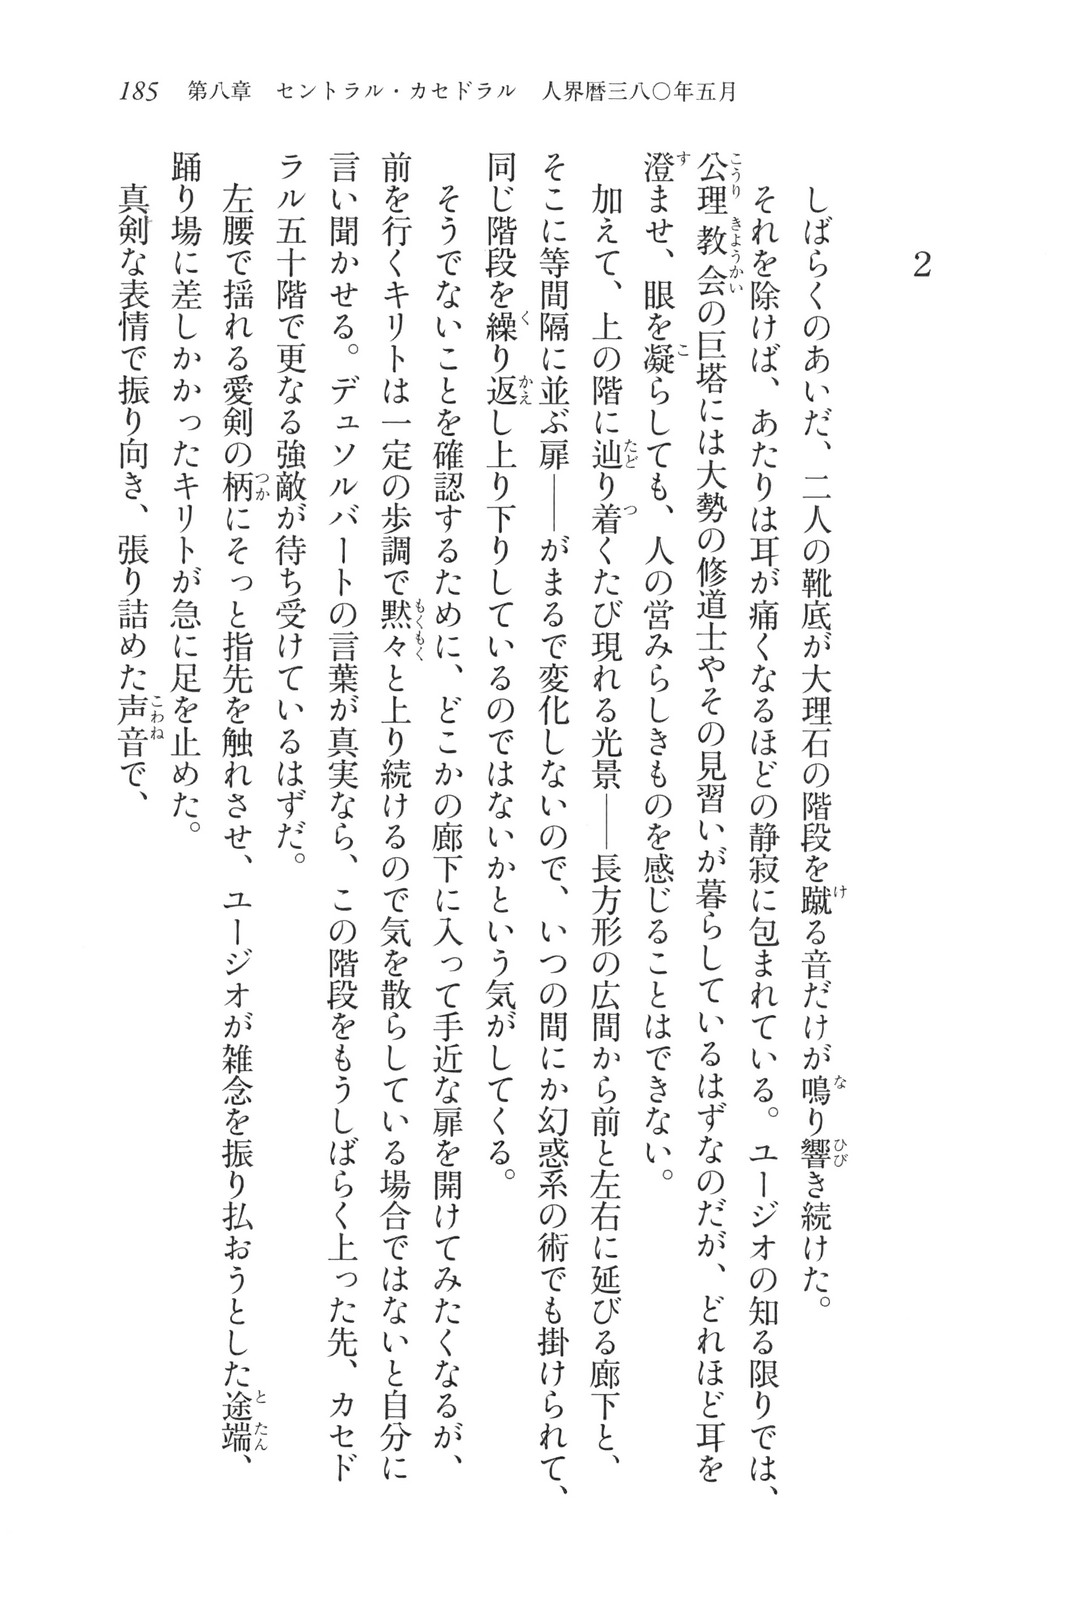 185 第八章 セントラル・カセドラル 人界暦三八〇年五月
2
しばらくのあいだ、二人の靴底が大理石の階段を蹴る音だけが鳴り響き続けた。
それを除けば、あたりは耳が痛くなるほどの静寂に包まれている。ユージオの知る限りでは、
公理教会の巨塔には大勢の修道士やその見習いが暮らしているはずなのだが、どれほど耳を
澄ませ、眼を凝らしても、人の営みらしきものを感じることはできない。
加えて、上の階に辿り着くたび現れる光景――長方形の広間から前と左右に延びる廊下と、
そこに等間隔に並ぶ扉――がまるで変化しないので、いつの間にか幻惑系の術でも掛けられて、
同じ階段を繰り返し上り下りしているのではないかという気がしてくる。
そうでないことを確認するために、どこかの廊下に入って手近な扉を開けてみたくなるが、
前を行くキリトは一定の歩調で黙々と上り続けるので気を散らしている場合ではないと自分に
言い聞かせる。デュソルバートの言葉が真実なら、この階段をもうしばらく上った先、カセド
ラル五十階で更なる強敵が待ち受けているはずだ。
左腰で揺れる愛剣の柄にそっと指先を触れさせ、ユージオが雑念を振り払おうとした途端、
踊り場に差しかかったキリトが急に足を止めた。
真剣な表情で振り向き、張り詰めた声音で、